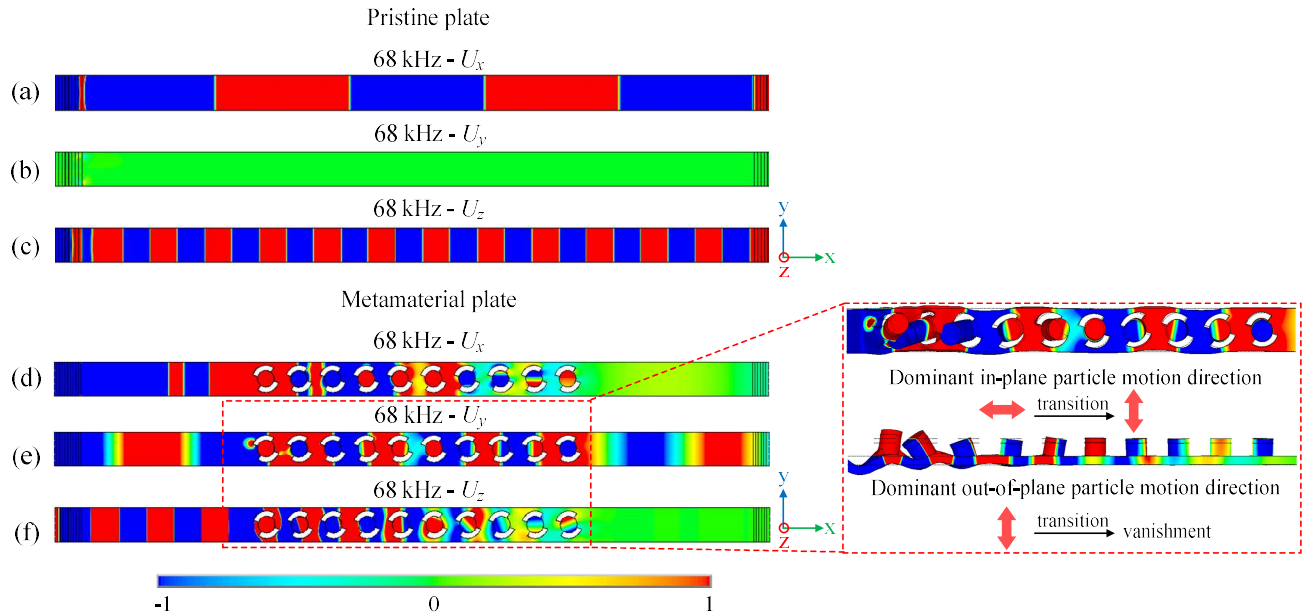 Pristine plate
68 kHz - Ux
(a)
68 kHz - Uy
(b)
68 kHz - Uz
(c)
y
x
z
Metamaterial plate
68 kHz - Ux
(d)
68 kHz - Uy
(e)
68 kHz - Uz
(f)
y
x
z
Dominant in-plane particle motion direction
transition
Dominant out-of-plane particle motion direction
transition
vanishment
-1 0 1